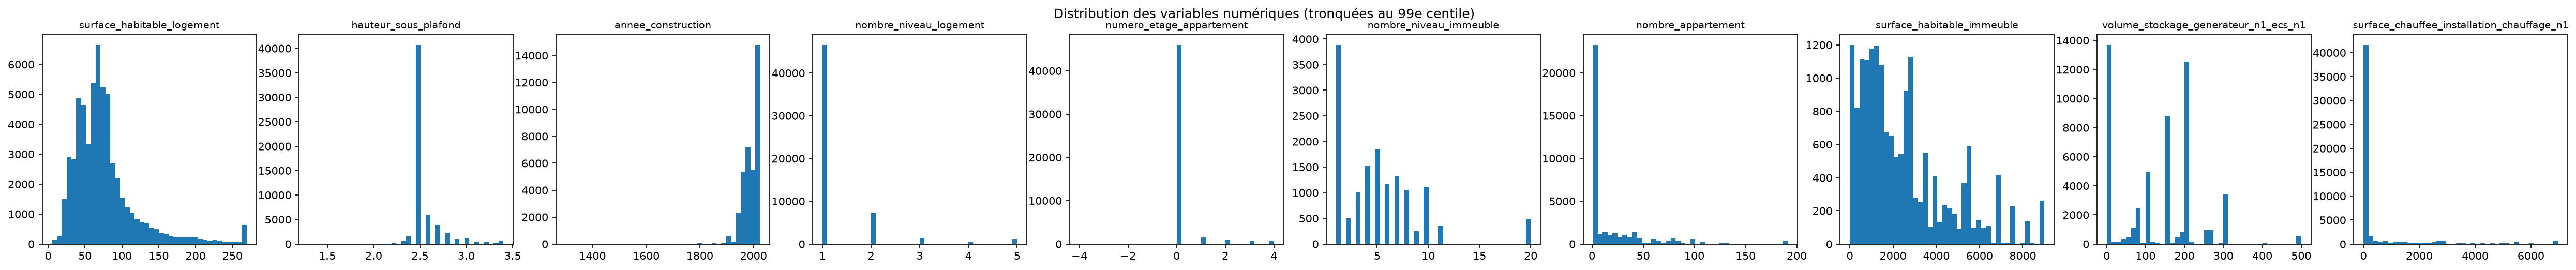 Distribution des variables numériques (tronquées au 99e centile)
surface_habitable_logement
0 1000 2000 3000 4000 5000 6000
0 50 100 150 200 250
hauteur_sous_plafond
0 5000 10000 15000 20000 25000 30000 35000 40000
1.5 2.0 2.5 3.0 3.5
annee_construction
0 2000 4000 6000 8000 10000 12000 14000
1400 1600 1800 2000
nombre_niveau_logement
0 10000 20000 30000 40000
1 2 3 4 5
numero_etage_appartement
0 10000 20000 30000 40000
−4 −2 0 2 4
nombre_niveau_immeuble
0 500 1000 1500 2000 2500 3000 3500 4000
5 10 15 20
nombre_appartement
0 5000 10000 15000 20000
0 50 100 150 200
surface_habitable_immeuble
0 200 400 600 800 1000 1200
0 2000 4000 6000 8000
volume_stockage_generateur_n1_ecs_n1
0 2000 4000 6000 8000 10000 12000 14000
0 100 200 300 400 500
surface_chauffee_installation_chauffage_n1
0 5000 10000 15000 20000 25000 30000 35000 40000
0 2000 4000 6000